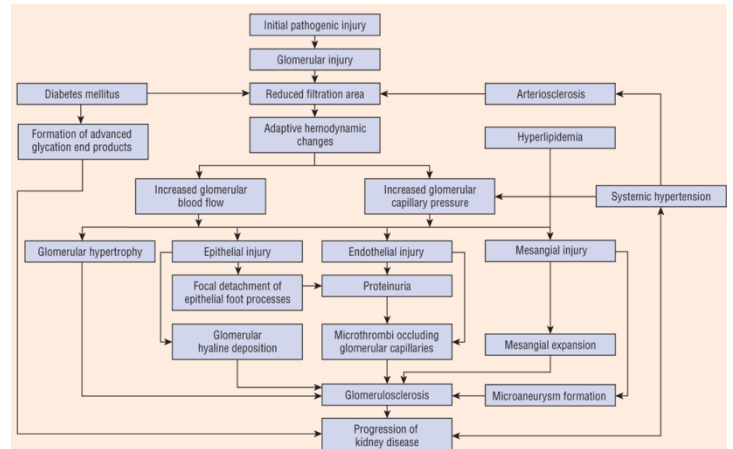 Initial pathogenic injury
Glomerular injury
Diabetes mellitus
Reduced filtration area
Arteriosclerosis
Formation of advanced
glycation end products
Adaptive hemodynamic
changes
Hyperlipidemia
Increased glomerular
blood flow
Increased glomerular
capillary pressure
Systemic hypertension
Glomerular hypertrophy
Epithelial injury
Endothelial injury
Mesangial injury
Focal detachment of
epithelial foot processes
Proteinuria
Glomerular
hyaline deposition
Microthrombi occluding
glomerular capillaries
Mesangial expansion
Glomerulosclerosis
Microaneurysm formation
Progression of
kidney disease